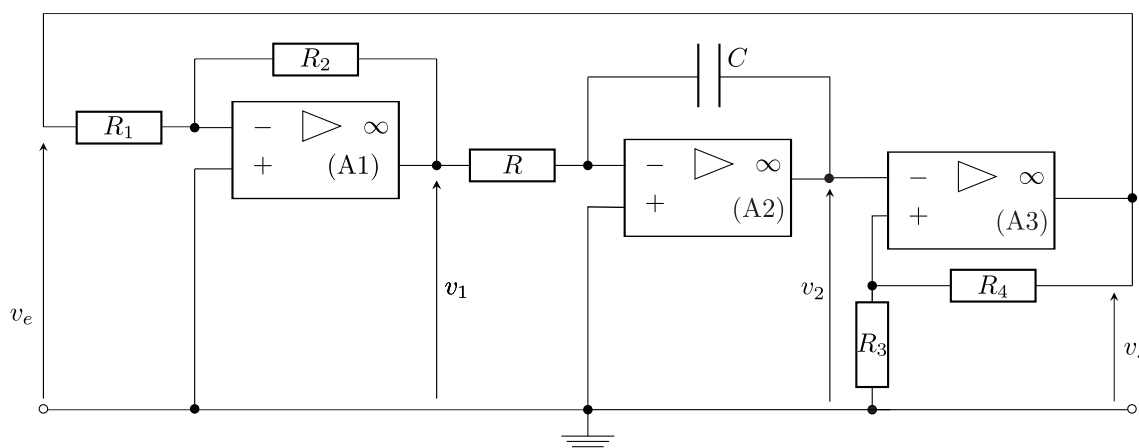 C
R₂
R₁
− ▷ ∞
+ (A1)
R
− ▷ ∞
+ (A2)
− ▷ ∞
+ (A3)
v₁
v₂
R₄
vₑ
R₃